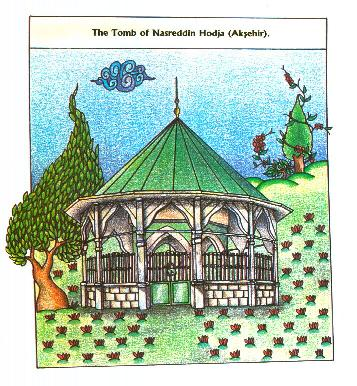 The Tomb of Nasreddin Hodja (Akşehir).